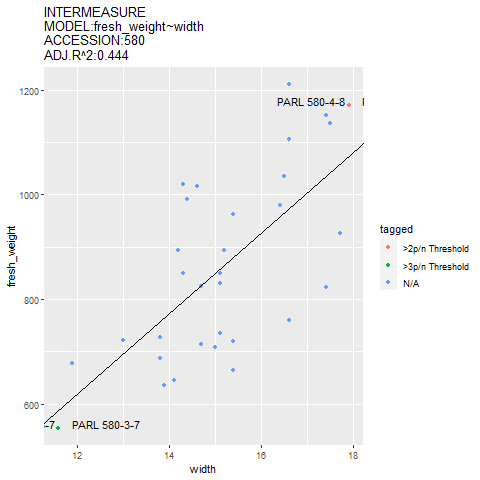 INTERMEASURE
MODEL:fresh_weight~width
ACCESSION:580
ADJ.R^2:0.444
1200
1000
800
600
fresh_weight
PARL 580-4-8
-7
PARL 580-3-7
12
14
16
18
width
tagged
>2p/n Threshold
>3p/n Threshold
N/A